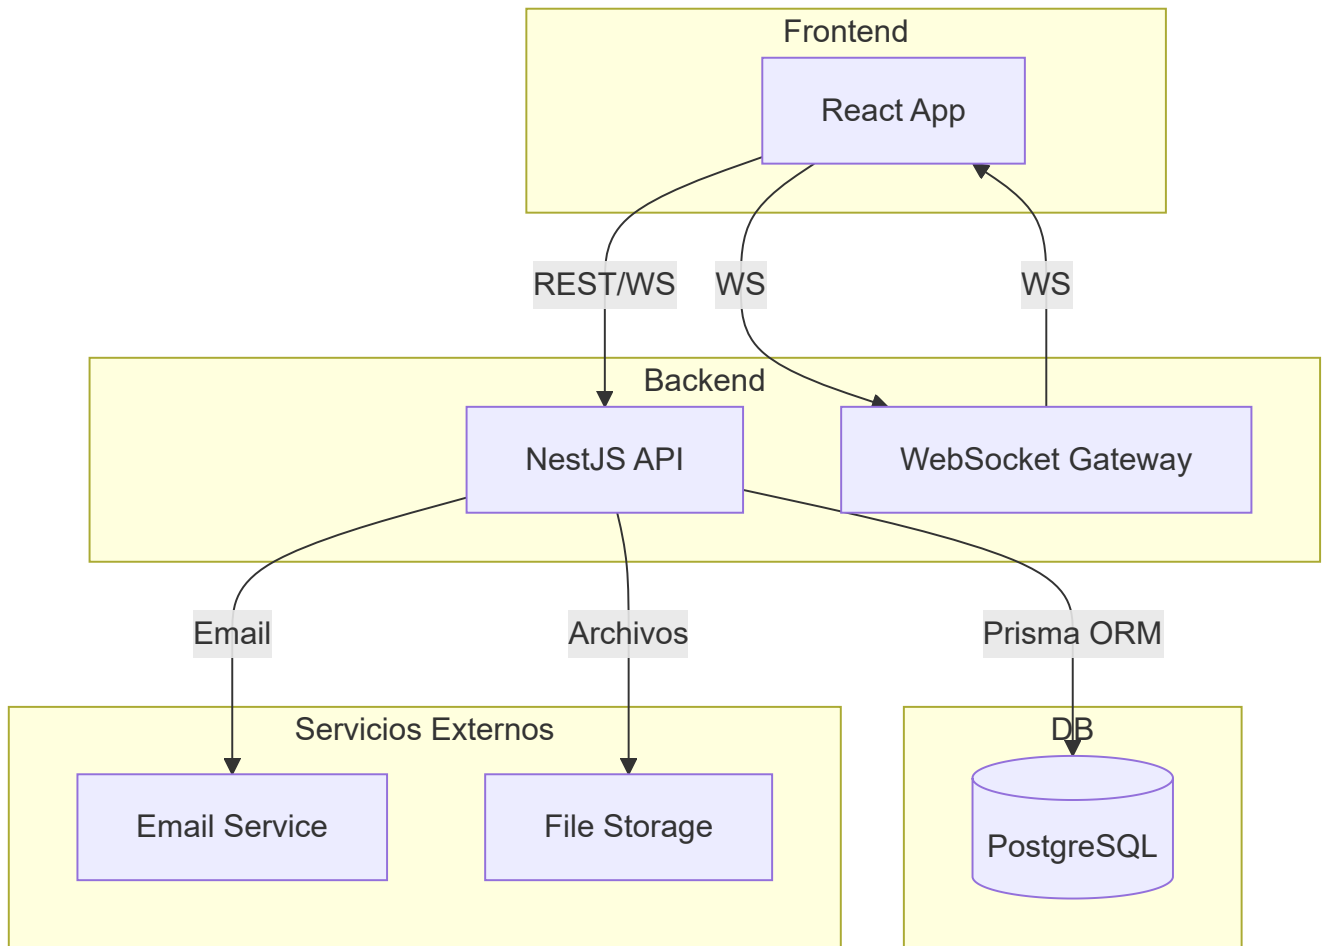 Frontend
React App
REST/WS
WS
WS
Backend
NestJS API
WebSocket Gateway
Email
Archivos
Prisma ORM
Servicios Externos
DB
Email Service
File Storage
PostgreSQL